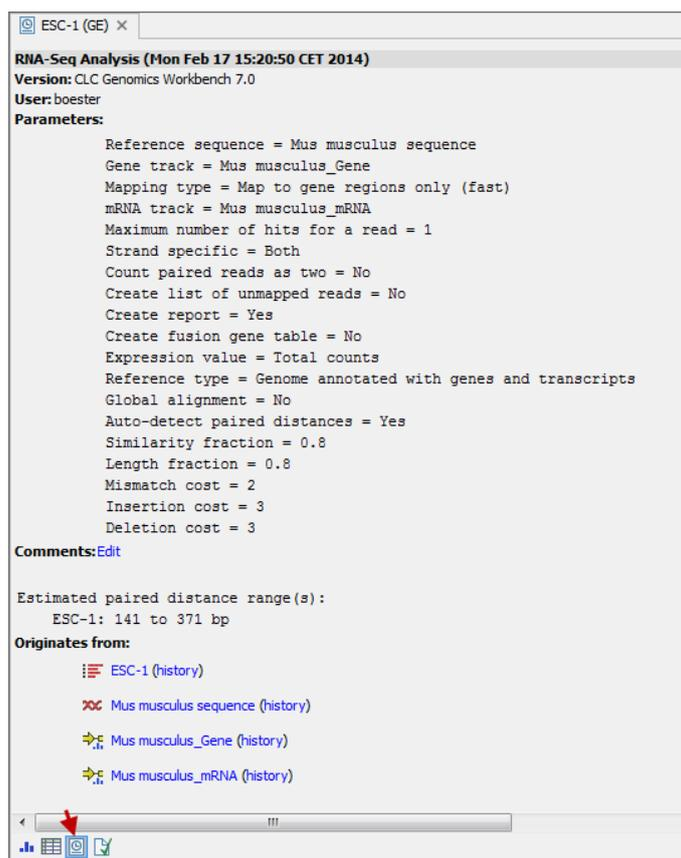 ESC-1 (GE)
RNA-Seq Analysis (Mon Feb 17 15:20:50 CET 2014)
Version: CLC Genomics Workbench 7.0
User: boester
Parameters:
Reference sequence = Mus musculus sequence
Gene track = Mus musculus_Gene
Mapping type = Map to gene regions only (fast)
mRNA track = Mus musculus_mRNA
Maximum number of hits for a read = 1
Strand specific = Both
Count paired reads as two = No
Create list of unmapped reads = No
Create report = Yes
Create fusion gene table = No
Expression value = Total counts
Reference type = Genome annotated with genes and transcripts
Global alignment = No
Auto-detect paired distances = Yes
Similarity fraction = 0.8
Length fraction = 0.8
Mismatch cost = 2
Insertion cost = 3
Deletion cost = 3
Comments:Edit
Estimated paired distance range(s):
ESC-1: 141 to 371 bp
Originates from:
ESC-1 (history)
Mus musculus sequence (history)
Mus musculus_Gene (history)
Mus musculus_mRNA (history)